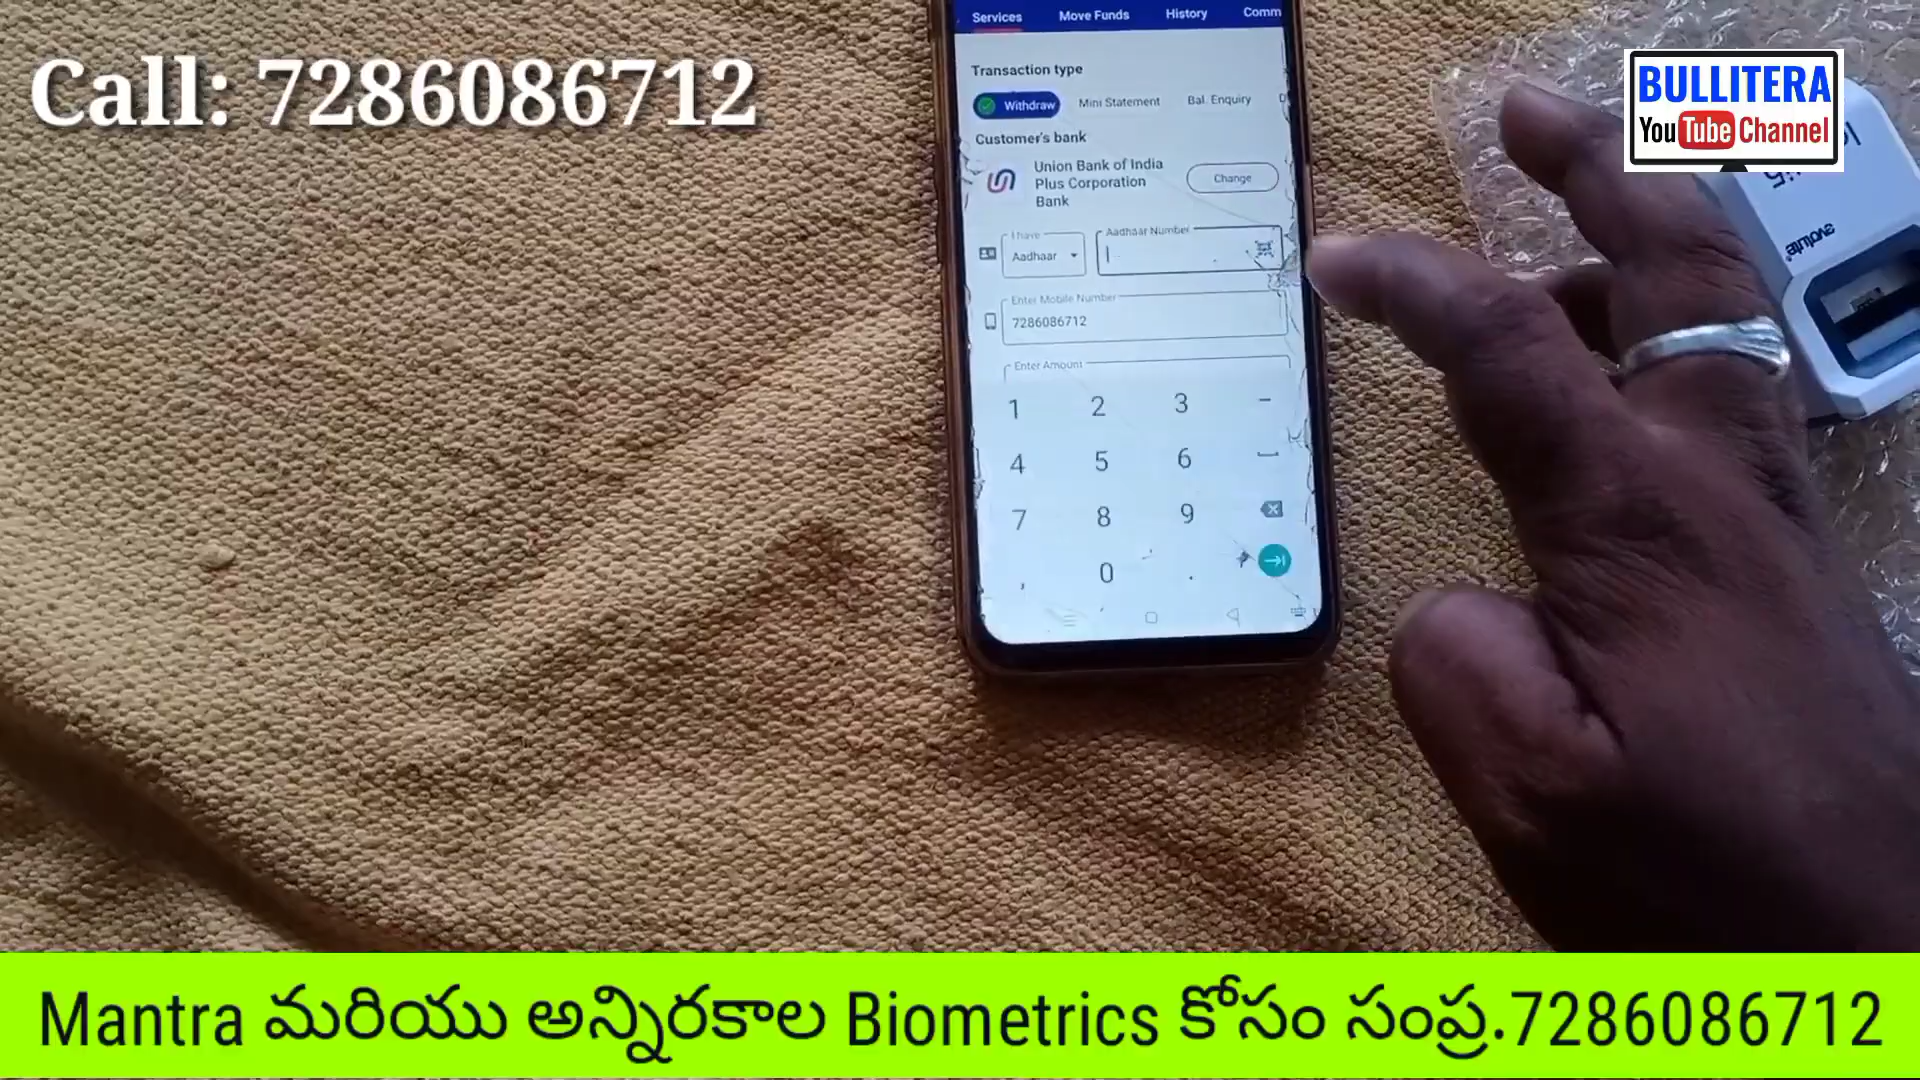 Call: 7286086712
BULLITERA
YouTube Channel
Services Move Funds History Comm
Transaction type
Withdraw Mini Statement Bal. Enquiry D
Customer's bank
Union Bank of India
Plus Corporation
Bank
Change
I have
Aadhaar
Aadhaar Number
Enter Mobile Number
7286086712
Enter Amount
1 2 3 -
4 5 6
7 8 9
, 0 .
evolute
Mantra మరియు అన్నిరకాల Biometrics కోసం సంప్ర.7286086712